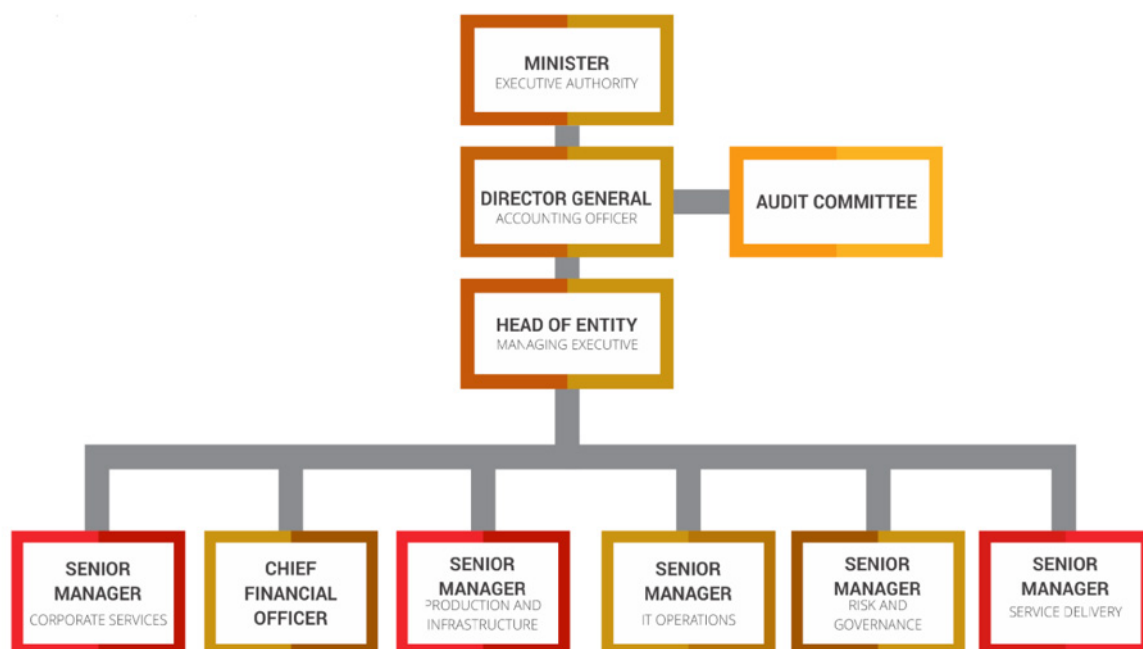 MINISTER
EXECUTIVE AUTHORITY
DIRECTOR GENERAL
ACCOUNTING OFFICER
AUDIT COMMITTEE
HEAD OF ENTITY
MANAGING EXECUTIVE
SENIOR
MANAGER
CORPORATE SERVICES
CHIEF
FINANCIAL
OFFICER
SENIOR
MANAGER
PRODUCTION AND
INFRASTRUCTURE
SENIOR
MANAGER
IT OPERATIONS
SENIOR
MANAGER
RISK AND
GOVERNANCE
SENIOR
MANAGER
SERVICE DELIVERY